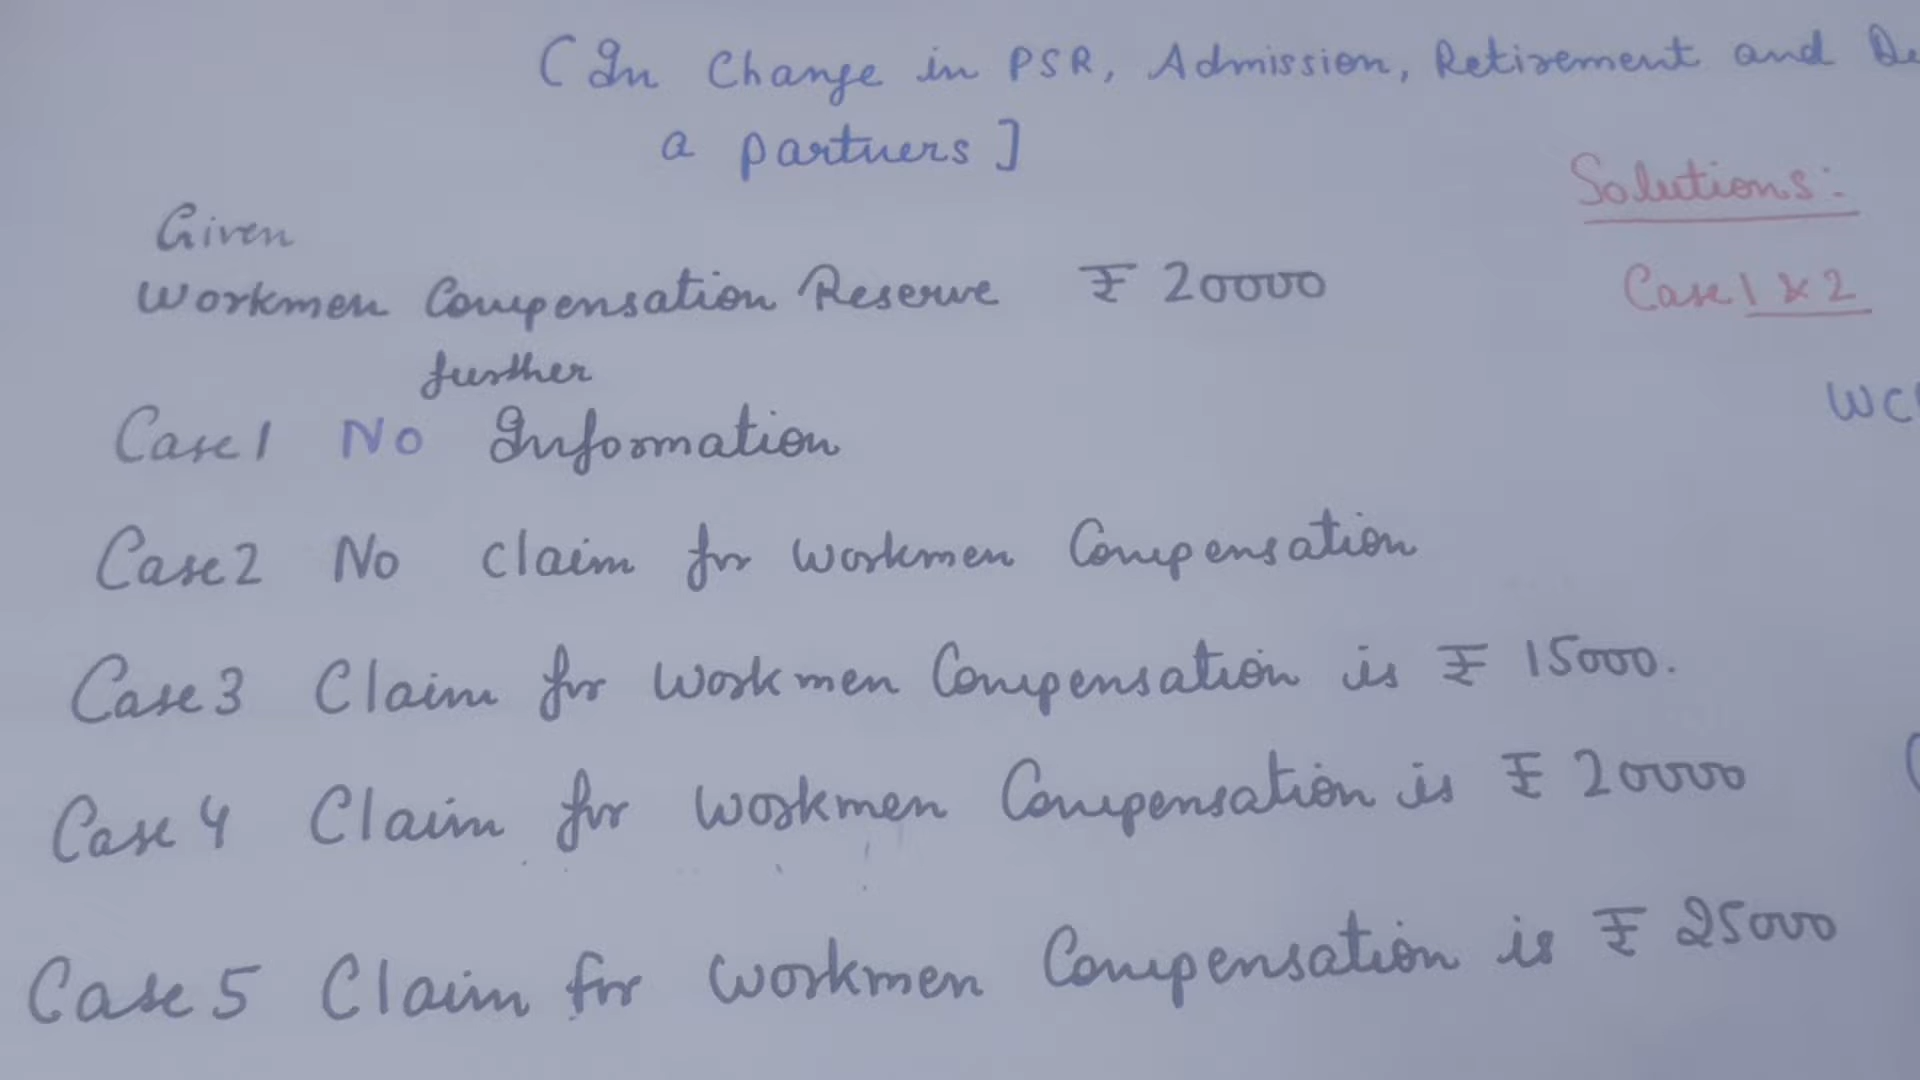 (In Change in PSR, Admission, Retirement and De
a partners]
Solutions:
Given
Workmen Compensation Reserve ₹ 20000
Case 1 & 2
further
Case 1 No Information
WC
Case 2 No claim for workmen Compensation
Case 3 Claim for Workmen Compensation is ₹ 15000.
Case 4 Claim for workmen Compensation is ₹ 20000
Case 5 Claim for workmen Compensation is ₹ 25000